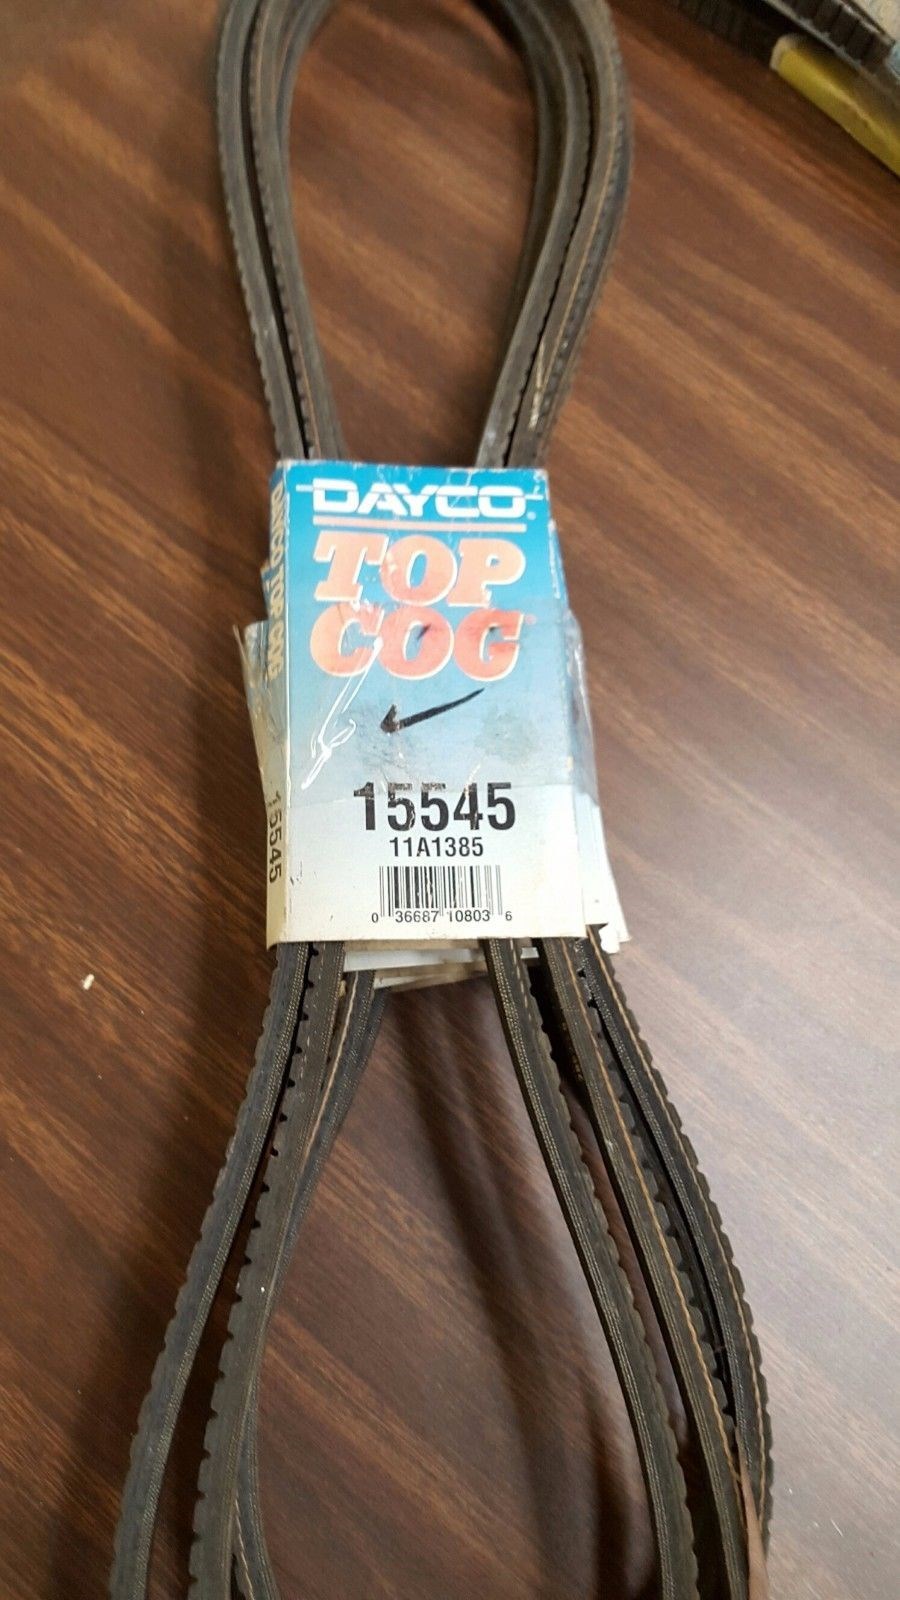 DAYCO®
TOP
COG
15545
11A1385
0 36687 10803 6
DAYCO TOP COG
15545